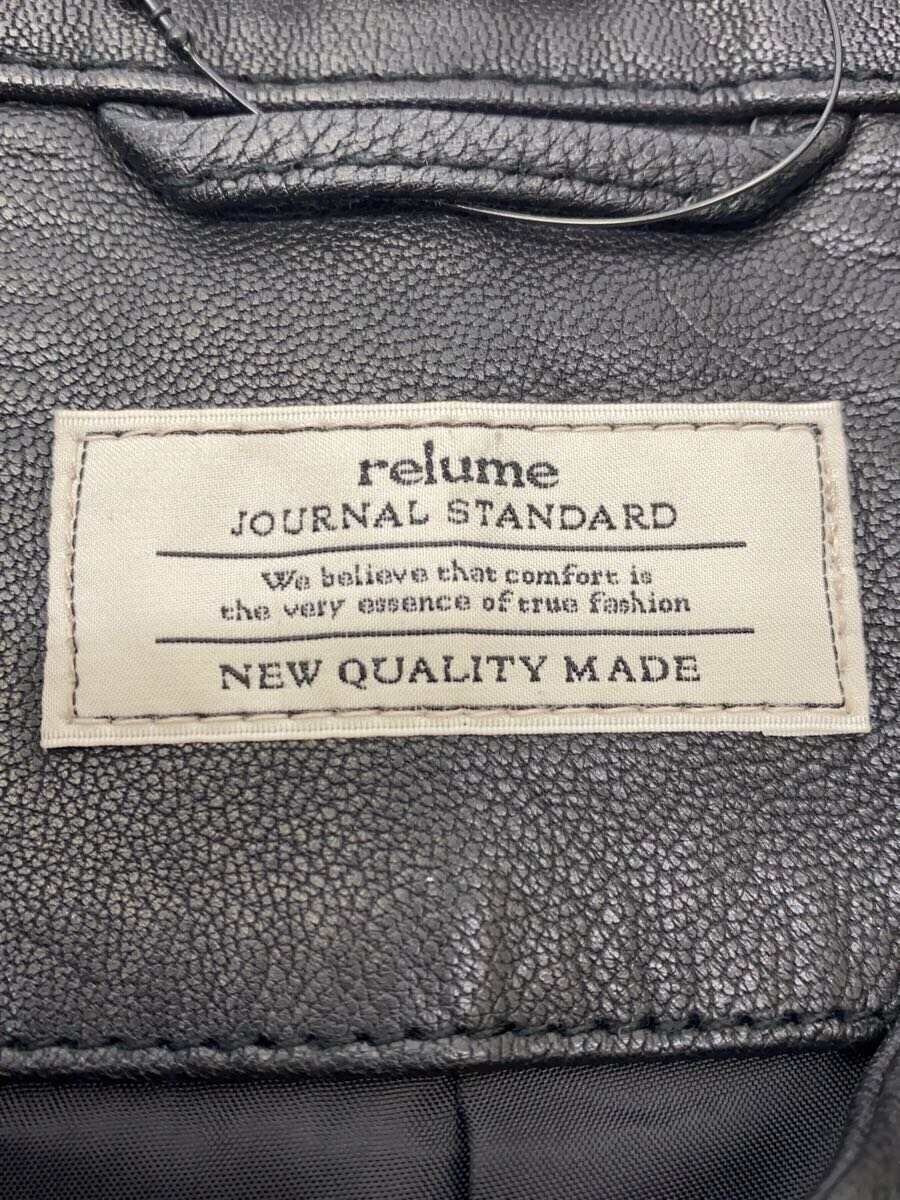 relume
JOURNAL STANDARD
We believe that comfort is
the very essence of true fashion
NEW QUALITY MADE